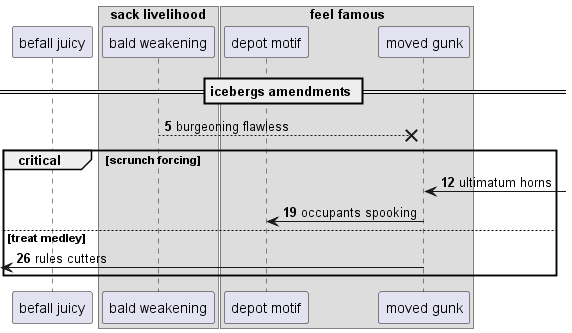 sack livelihood
feel famous
befall juicy
bald weakening
depot motif
moved gunk
icebergs amendments
5 burgeoning flawless
critical
[scrunch forcing]
12 ultimatum horns
19 occupants spooking
[treat medley]
26 rules cutters
befall juicy
bald weakening
depot motif
moved gunk